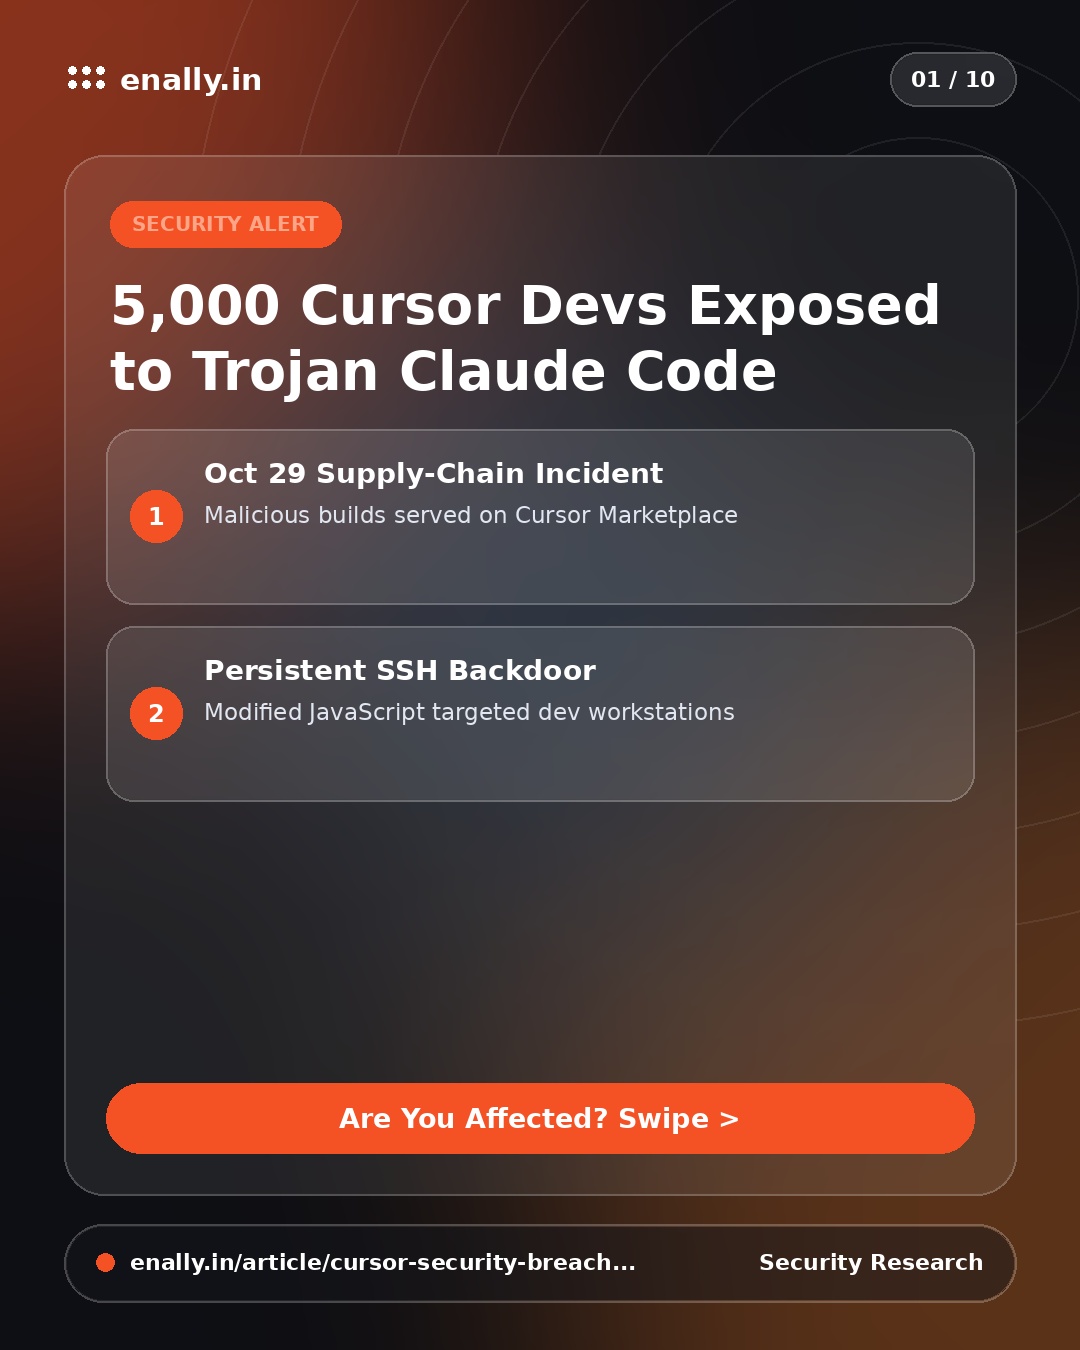 enally.in
01 / 10
SECURITY ALERT
5,000 Cursor Devs Exposed
to Trojan Claude Code
Oct 29 Supply-Chain Incident
1
Malicious builds served on Cursor Marketplace
Persistent SSH Backdoor
2
Modified JavaScript targeted dev workstations
Are You Affected? Swipe >
enally.in/article/cursor-security-breach...
Security Research